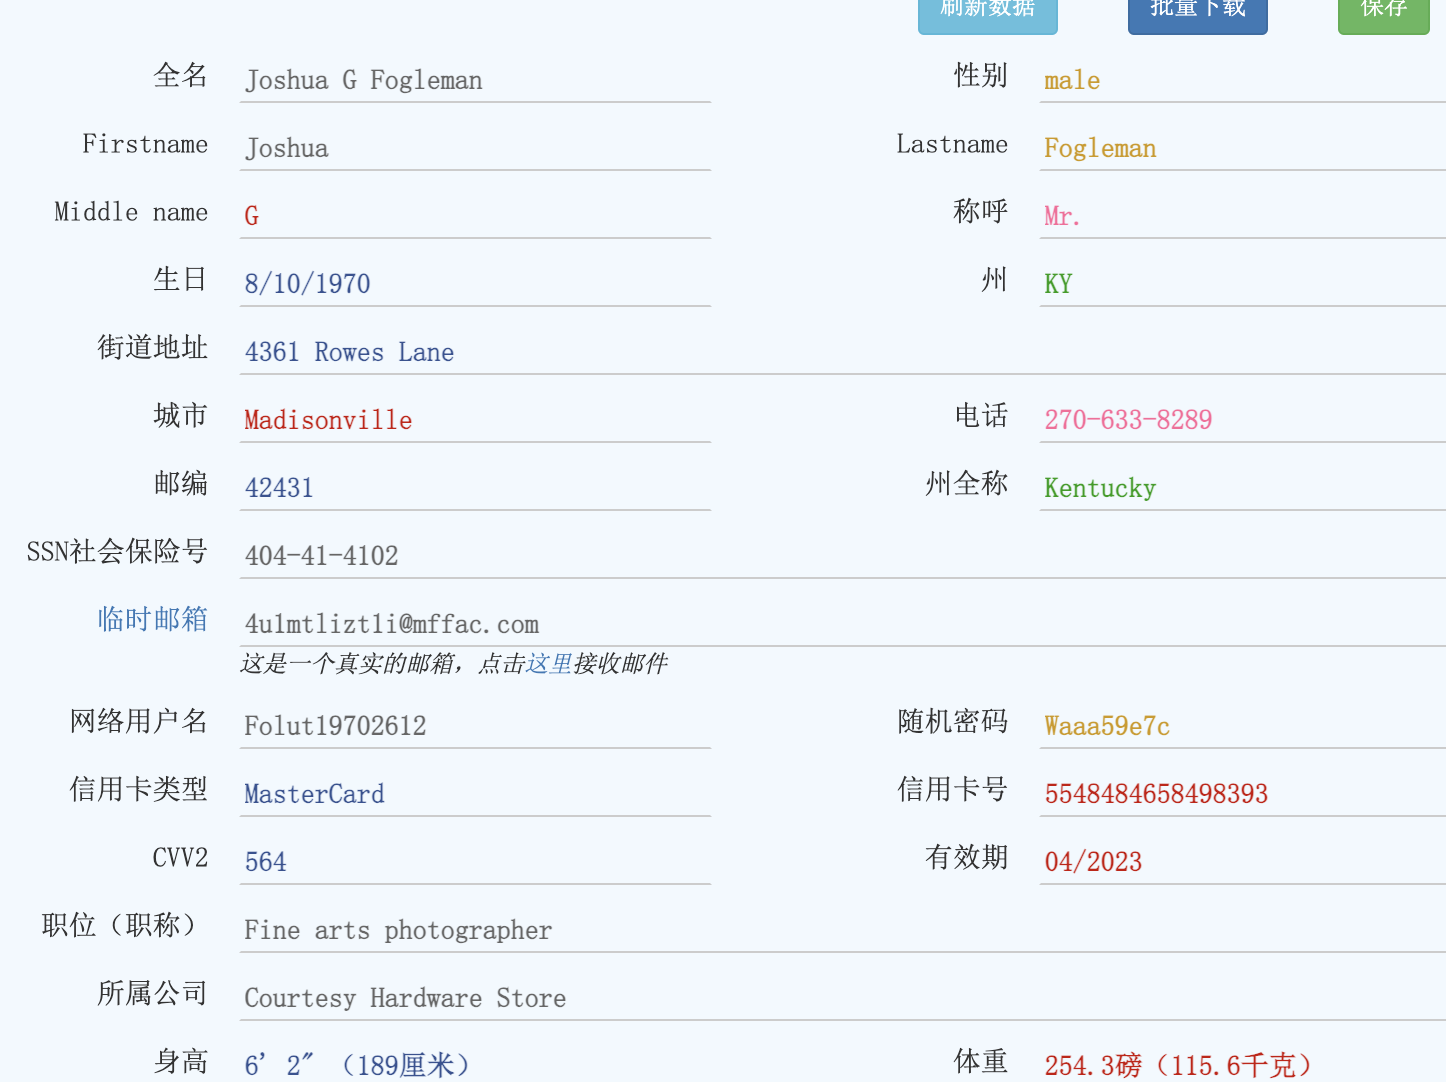 刷新数据 批量下载 保存
全名 Joshua G Fogleman 性别 male
Firstname Joshua Lastname Fogleman
Middle name G 称呼 Mr.
生日 8/10/1970 州 KY
街道地址 4361 Rowes Lane
城市 Madisonville 电话 270-633-8289
邮编 42431 州全称 Kentucky
SSN社会保险号 404-41-4102
临时邮箱 4u1mtlizt1i@mffac.com
这是一个真实的邮箱，点击这里接收邮件
网络用户名 Folut19702612 随机密码 Waaa59e7c
信用卡类型 MasterCard 信用卡号 5548484658498393
CVV2 564 有效期 04/2023
职位（职称） Fine arts photographer
所属公司 Courtesy Hardware Store
身高 6' 2" （189厘米） 体重 254.3磅（115.6千克）